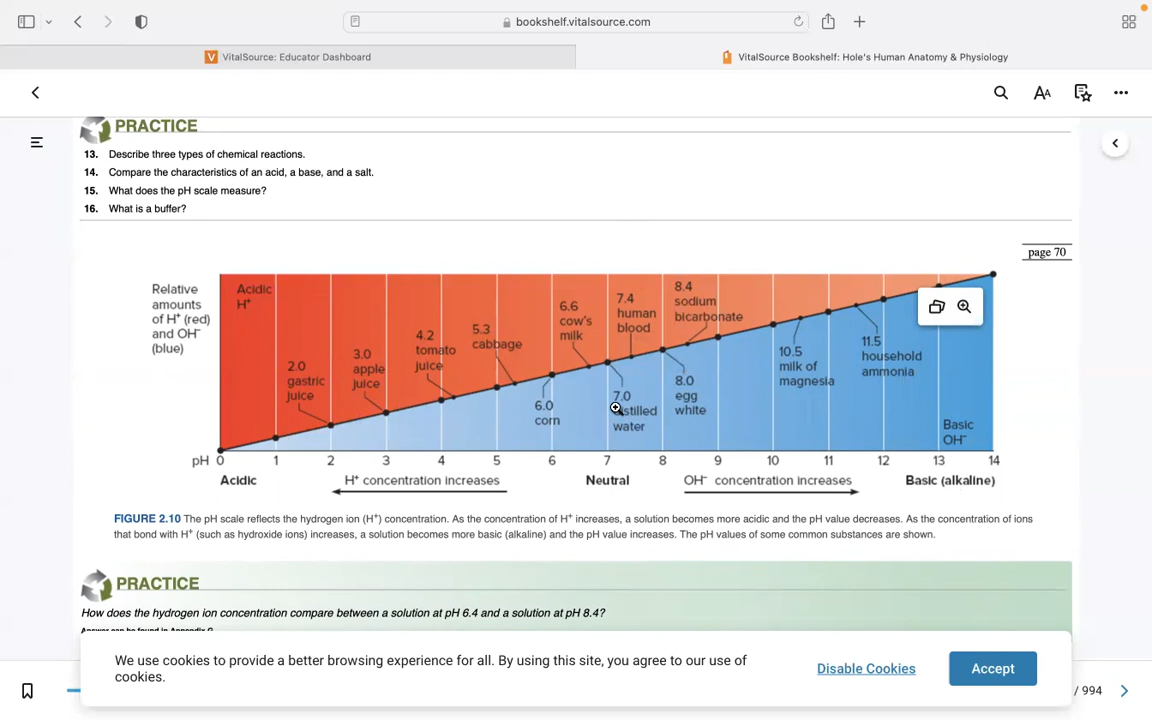 bookshelf.vitalsource.com
VitalSource: Educator Dashboard
VitalSource Bookshelf: Hole's Human Anatomy & Physiology
AA
PRACTICE
13. Describe three types of chemical reactions.
14. Compare the characteristics of an acid, a base, and a salt.
15. What does the pH scale measure?
16. What is a buffer?
page 70
Relative
amounts
of H⁺ (red)
and OH⁻
(blue)
Acidic
H⁺
2.0
gastric
juice
3.0
apple
juice
4.2
tomato
juice
5.3
cabbage
6.0
corn
6.6
cow's
milk
7.0
water
7.4
human
blood
8.4
sodium
bicarbonate
8.0
egg
white
10.5
milk of
magnesia
11.5
household
ammonia
Basic
OH⁻
pH 0 1 2 3 4 5 6 7 8 9 10 11 12 13 14
Acidic H⁺ concentration increases Neutral OH⁻ concentration increases Basic (alkaline)
FIGURE 2.10 The pH scale reflects the hydrogen ion (H⁺) concentration. As the concentration of H⁺ increases, a solution becomes more acidic and the pH value decreases. As the concentration of ions
that bond with H⁺ (such as hydroxide ions) increases, a solution becomes more basic (alkaline) and the pH value increases. The pH values of some common substances are shown.
PRACTICE
How does the hydrogen ion concentration compare between a solution at pH 6.4 and a solution at pH 8.4?
Answer can be found in Appendix G
We use cookies to provide a better browsing experience for all. By using this site, you agree to our use of
cookies.
Disable Cookies
Accept
/ 994